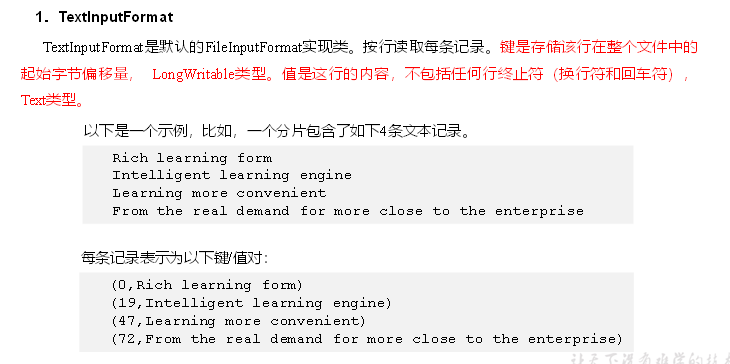 1. TextInputFormat
TextInputFormat是默认的FileInputFormat实现类。按行读取每条记录。键是存储该行在整个文件中的
起始字节偏移量， LongWritable类型。值是这行的内容，不包括任何行终止符（换行符和回车符），
Text类型。
以下是一个示例，比如，一个分片包含了如下4条文本记录。
Rich learning form
Intelligent learning engine
Learning more convenient
From the real demand for more close to the enterprise
每条记录表示为以下键/值对：
(0,Rich learning form)
(19,Intelligent learning engine)
(47,Learning more convenient)
(72,From the real demand for more close to the enterprise)